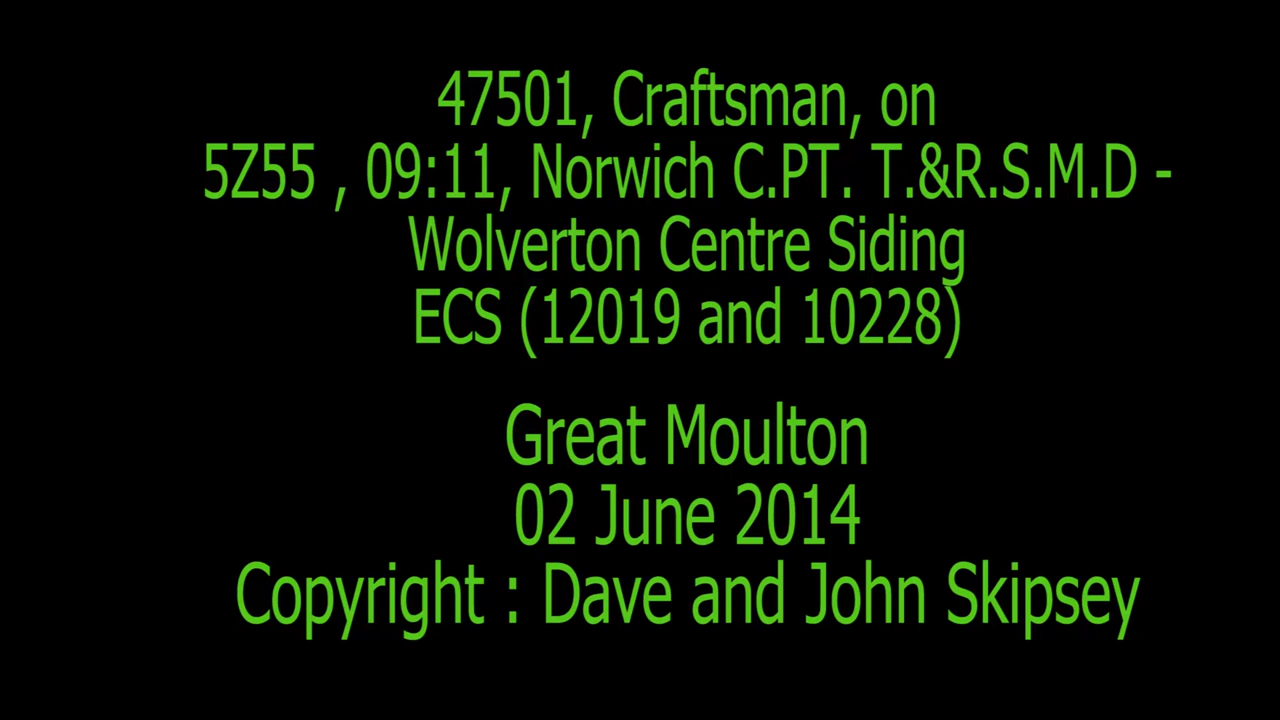 47501, Craftsman, on
5Z55 , 09:11, Norwich C.PT. T.&R.S.M.D -
Wolverton Centre Siding
ECS (12019 and 10228)
Great Moulton
02 June 2014
Copyright : Dave and John Skipsey